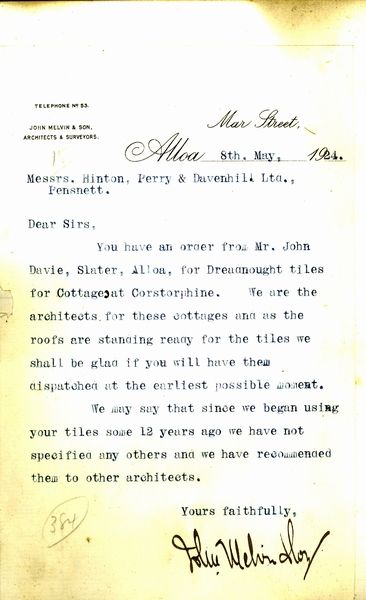 TELEPHONE Nº 53.
JOHN MELVIN & SON,
ARCHITECTS & SURVEYORS.
Mar Street,
Alloa 8th. May, 1924.
Messrs. Hinton, Perry & Davenhill Ltd.,
Pensnett.
Dear Sirs,
You have an order from Mr. John
Davie, Slater, Alloa, for Dreadnought tiles
for Cottages at Corstorphine. We are the
architects for these cottages and as the
roofs are standing ready for the tiles we
shall be glad if you will have them
dispatched at the earliest possible moment.
We may say that since we began using
your tiles some 12 years ago we have not
specified any others and we have recommended
them to other architects.
384
Yours faithfully,
John Melvin & Son